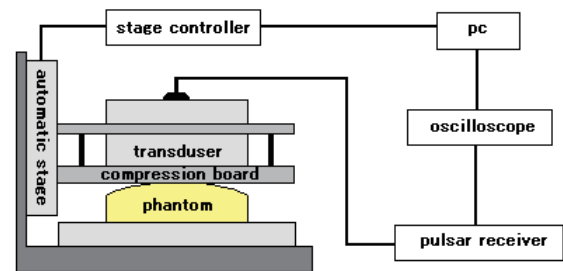 stage controller
pc
automatic stage
transduser
oscilloscope
compression board
phantom
pulsar receiver